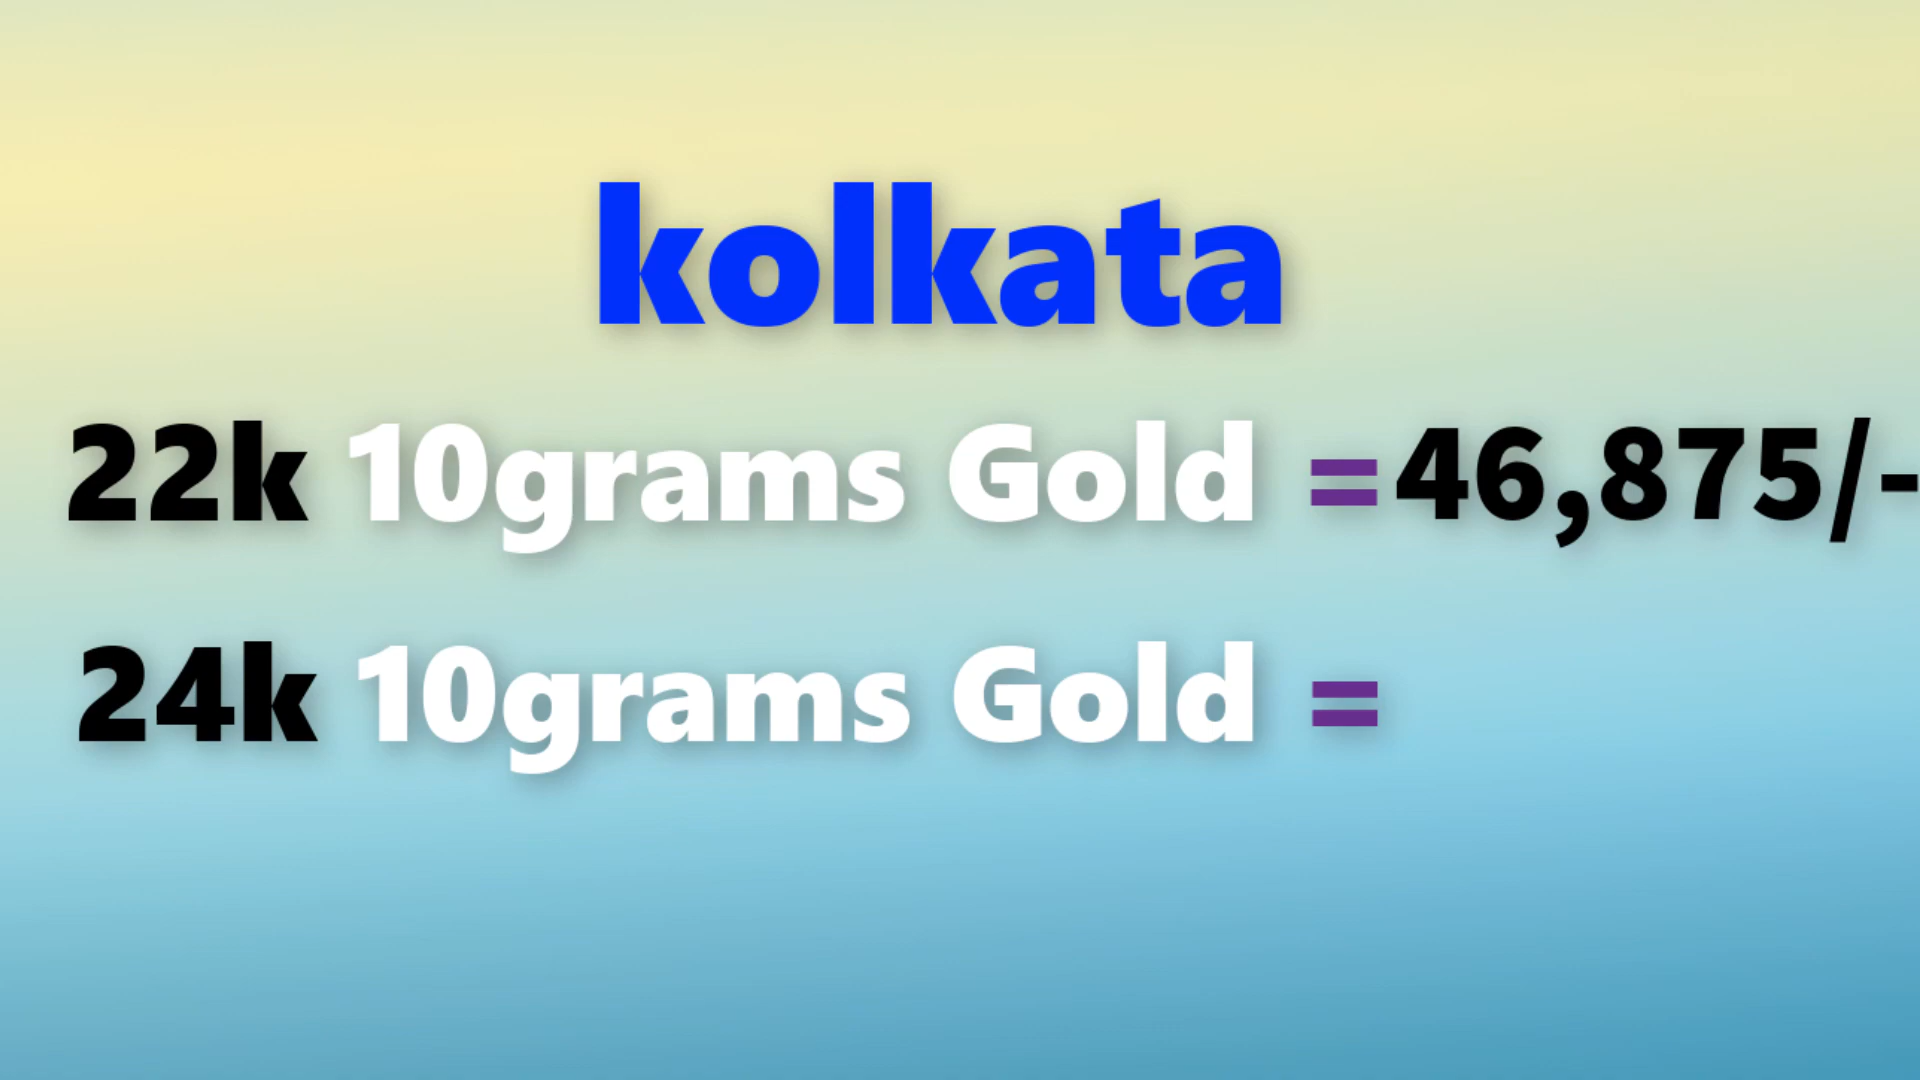 kolkata
22k 10grams Gold =46,875/-
24k 10grams Gold =